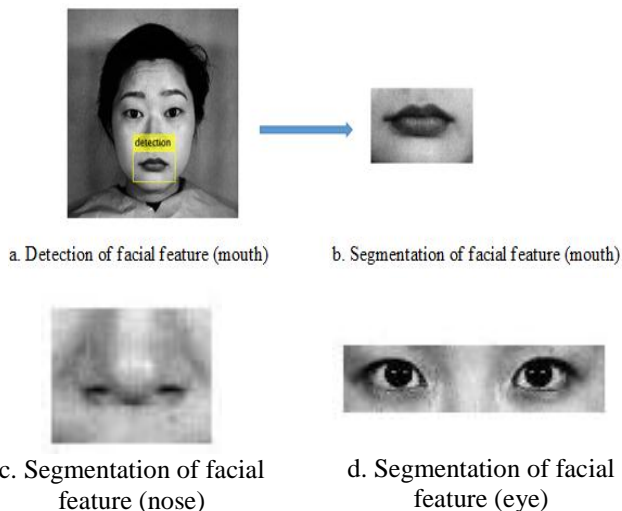 detection
a. Detection of facial feature (mouth)
b. Segmentation of facial feature (mouth)
c. Segmentation of facial
feature (nose)
d. Segmentation of facial
feature (eye)